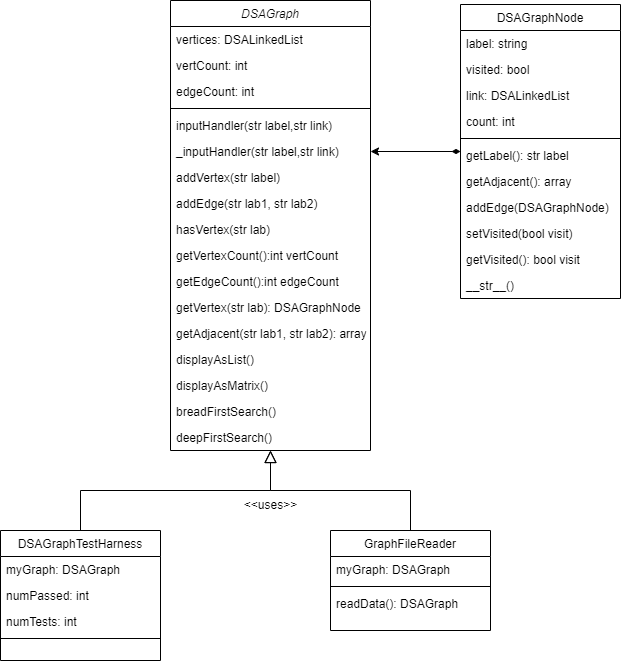 DSAGraph
vertices: DSALinkedList
vertCount: int
edgeCount: int
inputHandler(str label,str link)
_inputHandler(str label,str link)
addVertex(str label)
addEdge(str lab1, str lab2)
hasVertex(str lab)
getVertexCount():int vertCount
getEdgeCount():int edgeCount
getVertex(str lab): DSAGraphNode
getAdjacent(str lab1, str lab2): array
displayAsList()
displayAsMatrix()
breadFirstSearch()
deepFirstSearch()
DSAGraphNode
label: string
visited: bool
link: DSALinkedList
count: int
getLabel(): str label
getAdjacent(): array
addEdge(DSAGraphNode)
setVisited(bool visit)
getVisited(): bool visit
__str__()
<<uses>>
DSAGraphTestHarness
myGraph: DSAGraph
numPassed: int
numTests: int
GraphFileReader
myGraph: DSAGraph
readData(): DSAGraph